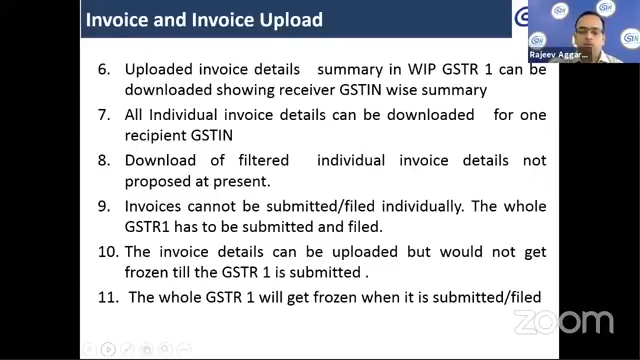 Invoice and Invoice Upload
Rajeev Aggar...
6. Uploaded invoice details summary in WIP GSTR 1 can be
downloaded showing receiver GSTIN wise summary
7. All Individual invoice details can be downloaded for one
recipient GSTIN
8. Download of filtered individual invoice details not
proposed at present.
9. Invoices cannot be submitted/filed individually. The whole
GSTR1 has to be submitted and filed.
10. The invoice details can be uploaded but would not get
frozen till the GSTR 1 is submitted .
11. The whole GSTR 1 will get frozen when it is submitted/filed
zoom